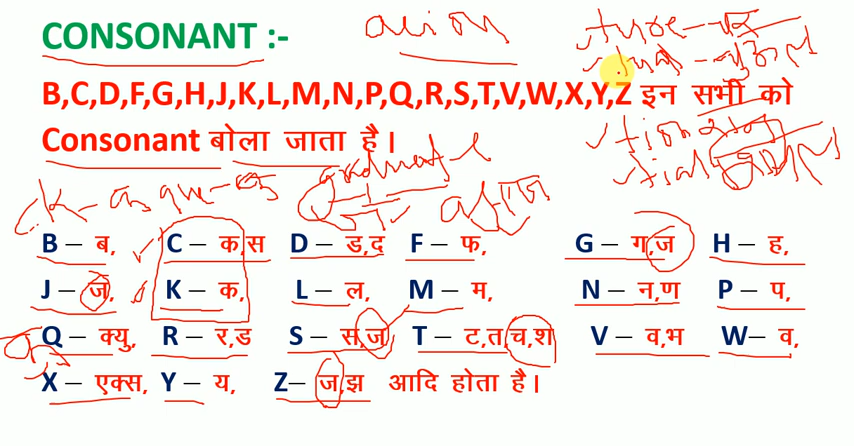 CONSONANT :-
B,C,D,F,G,H,J,K,L,M,N,P,Q,R,S,T,V,W,X,Y,Z इन सभी को
Consonant बोला जाता है।
B – ब, C – क,स D – ड,द F – फ, G – ग,ज H – ह,
J – ज, K – क, L – ल, M – म, N – न,ण P – प,
Q – क्यु, R – र,ड S – स,ज T – ट,त,च,श V – व,भ W – व,
X – एक्स, Y – य, Z– ज,झ आदि होता है।